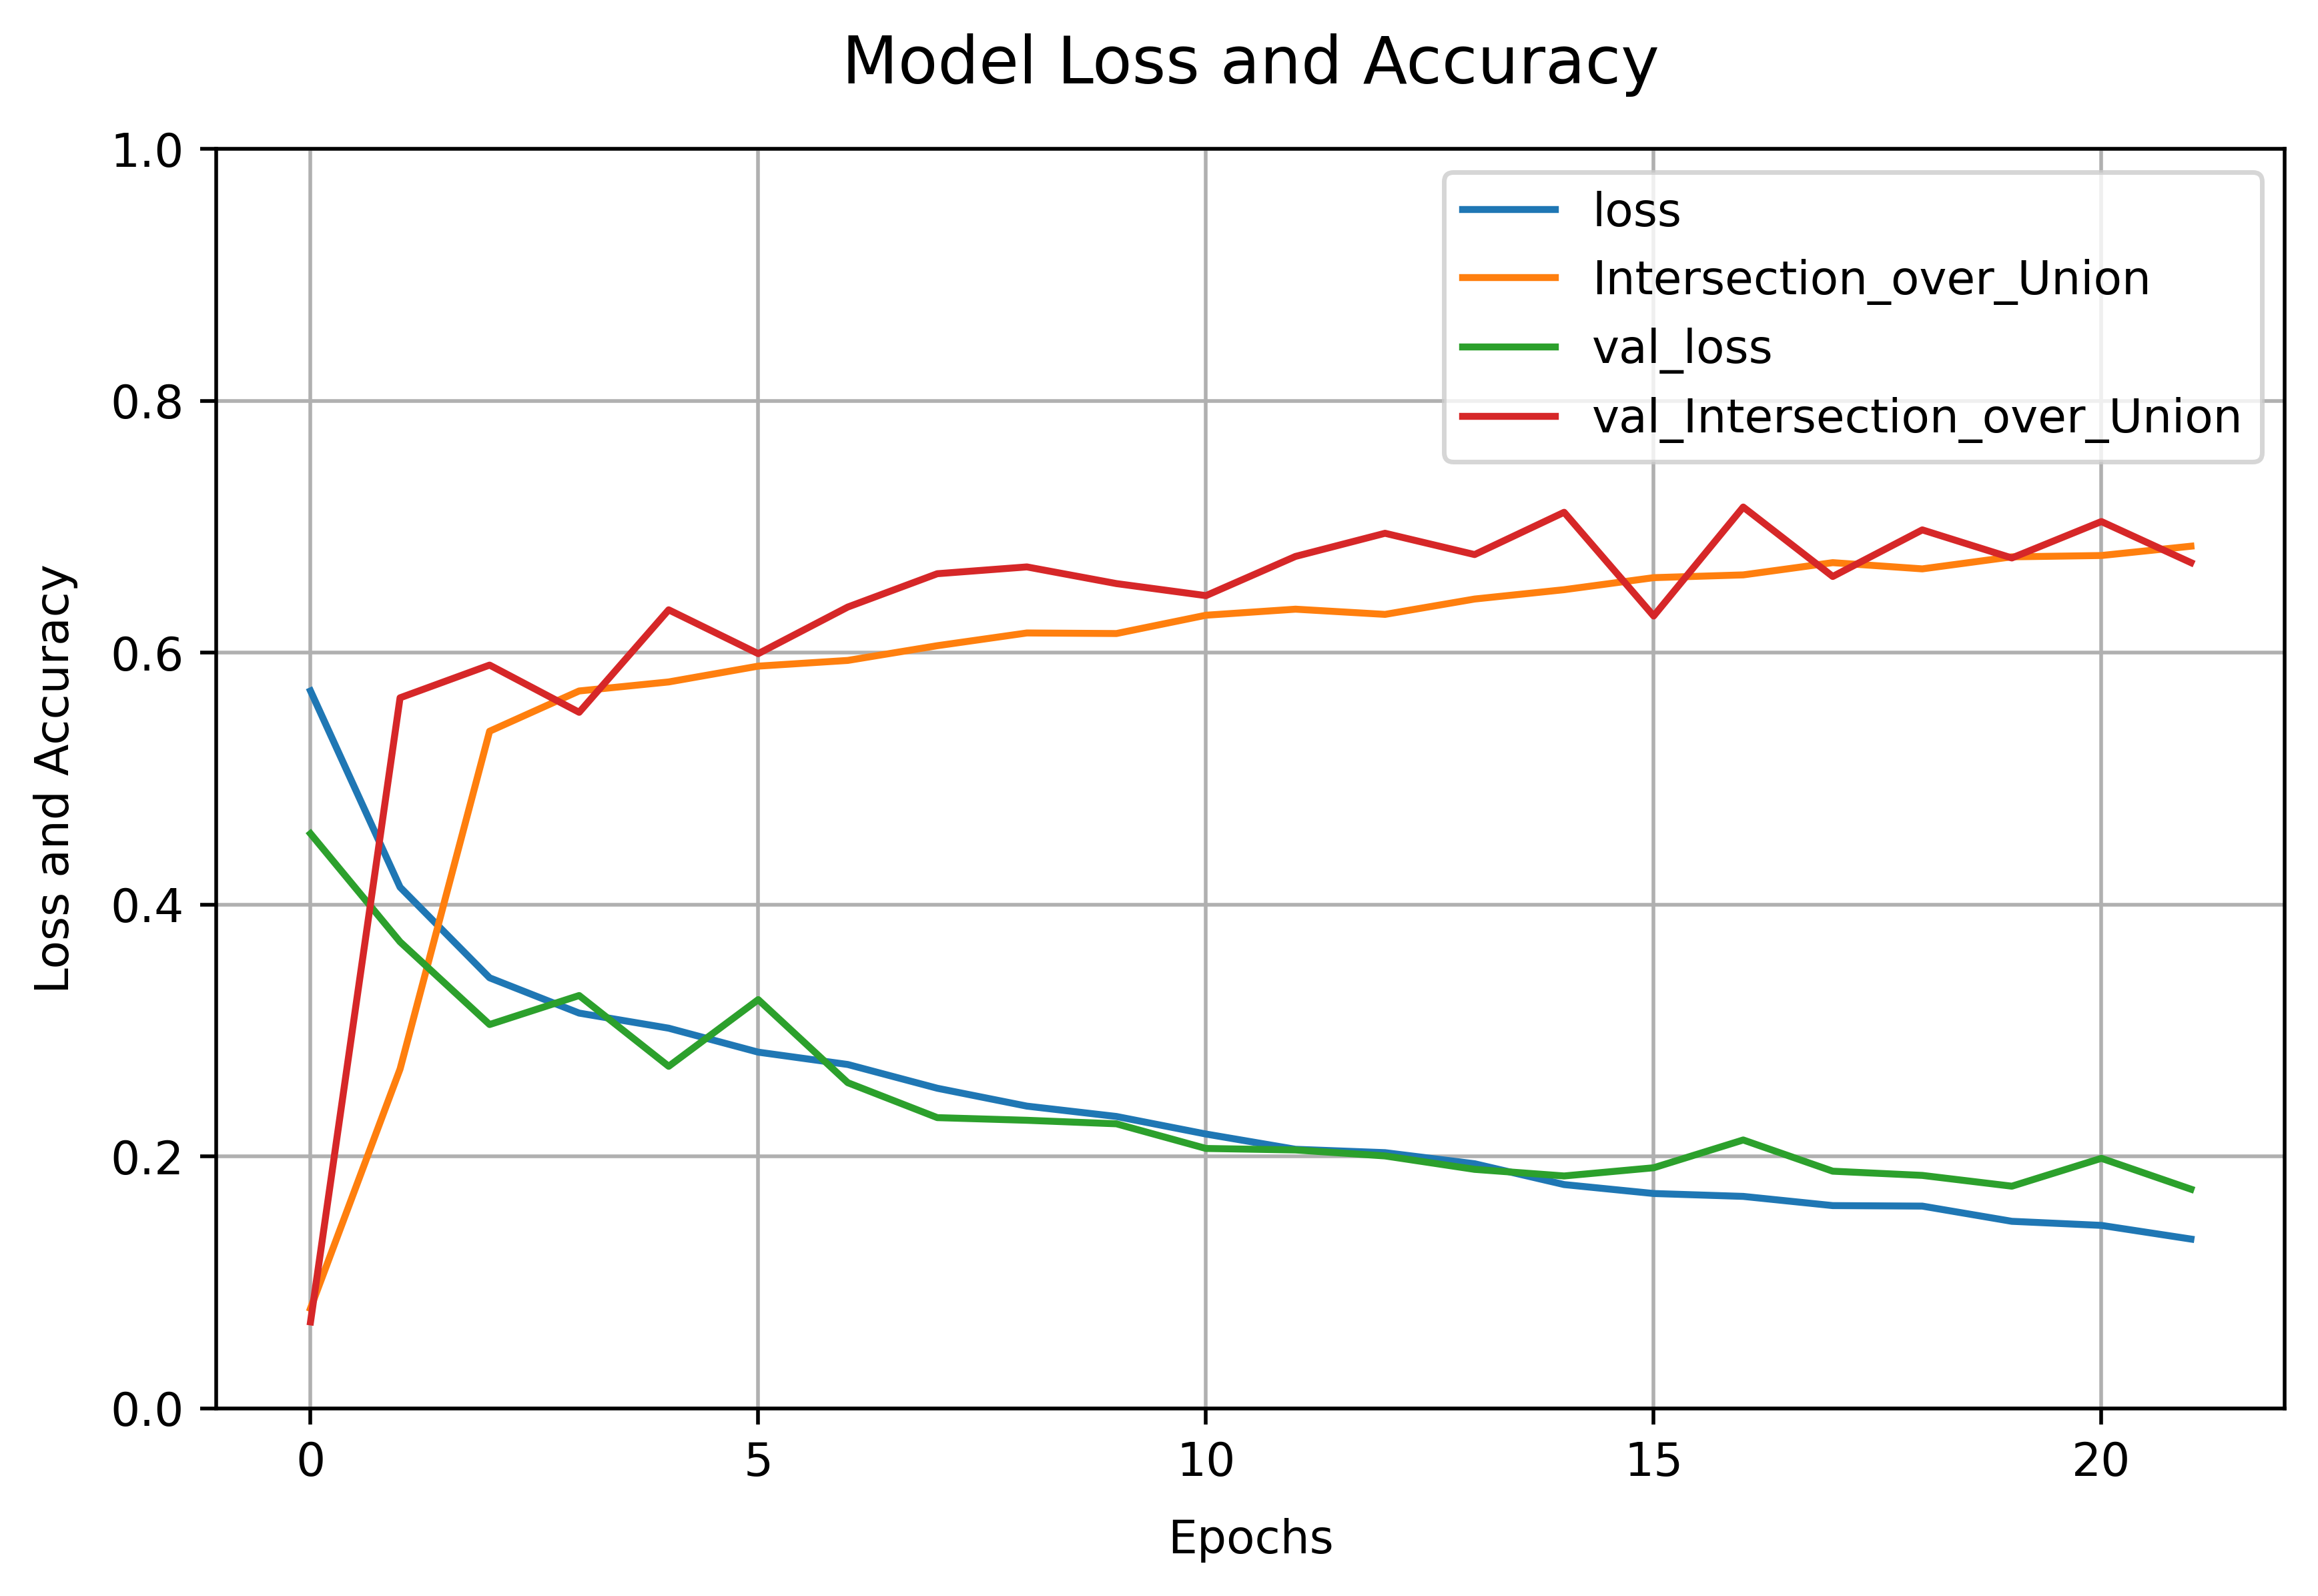 Model Loss and Accuracy
1.0
0.8
0.6
0.4
0.2
0.0
Loss and Accuracy
loss
Intersection_over_Union
val_loss
val_Intersection_over_Union
0 5 10 15 20
Epochs